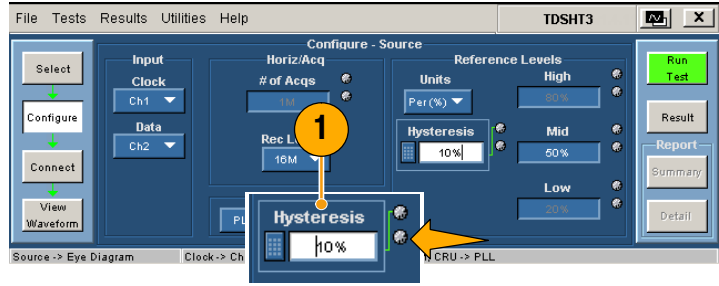 File Tests Results Utilities Help TDSHT3 X
Configure - Source
Select
Configure
Connect
View
Waveform
Input
Clock
Ch1
Data
Ch2
Horiz/Acq
# of Acqs
1M
Rec Le
16M
PL
Reference Levels
Units
Per(%)
Hysteresis
10%
High
80%
Mid
50%
Low
20%
Run
Test
Result
Report
Summary
Detail
1
Hysteresis
10%
Source -> Eye Diagram Clock -> Ch CRU -> PLL